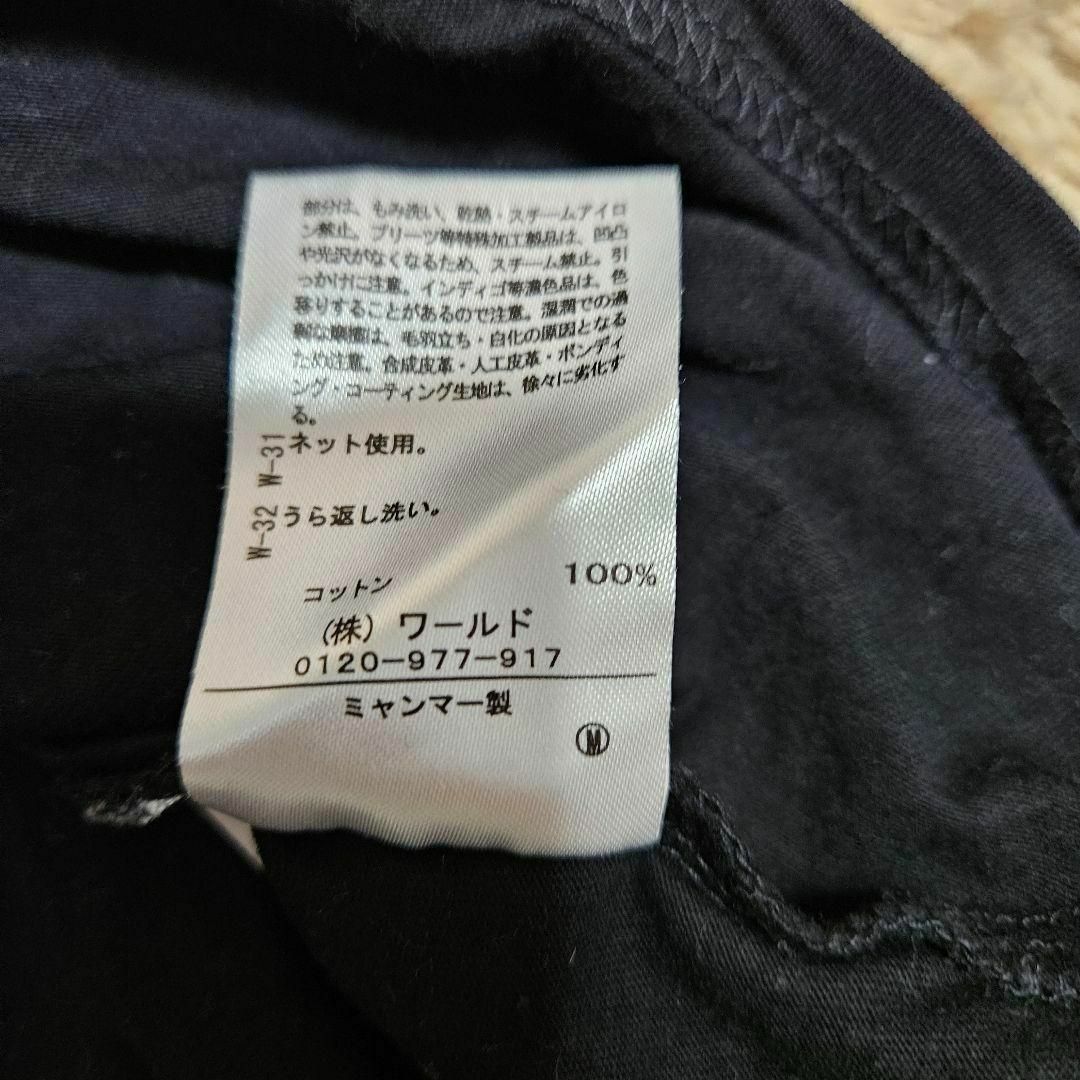 部分は、もみ洗い、乾熱・スチームアイロ
ン禁止。プリーツ等特殊加工製品は、凹凸
や光沢がなくなるため、スチーム禁止。引
っかけに注意。インディゴ等濃色品は、色
移りすることがあるので注意。湿潤での過
度な摩擦は、毛羽立ち・白化の原因となる
ため注意。合成皮革・人工皮革・ボンディ
ング・コーティング生地は、徐々に劣化す
る。
W-31 ネット使用。
W-32 うら返し洗い。
コットン 100%
(株) ワールド
0120-977-917
ミャンマー製
M